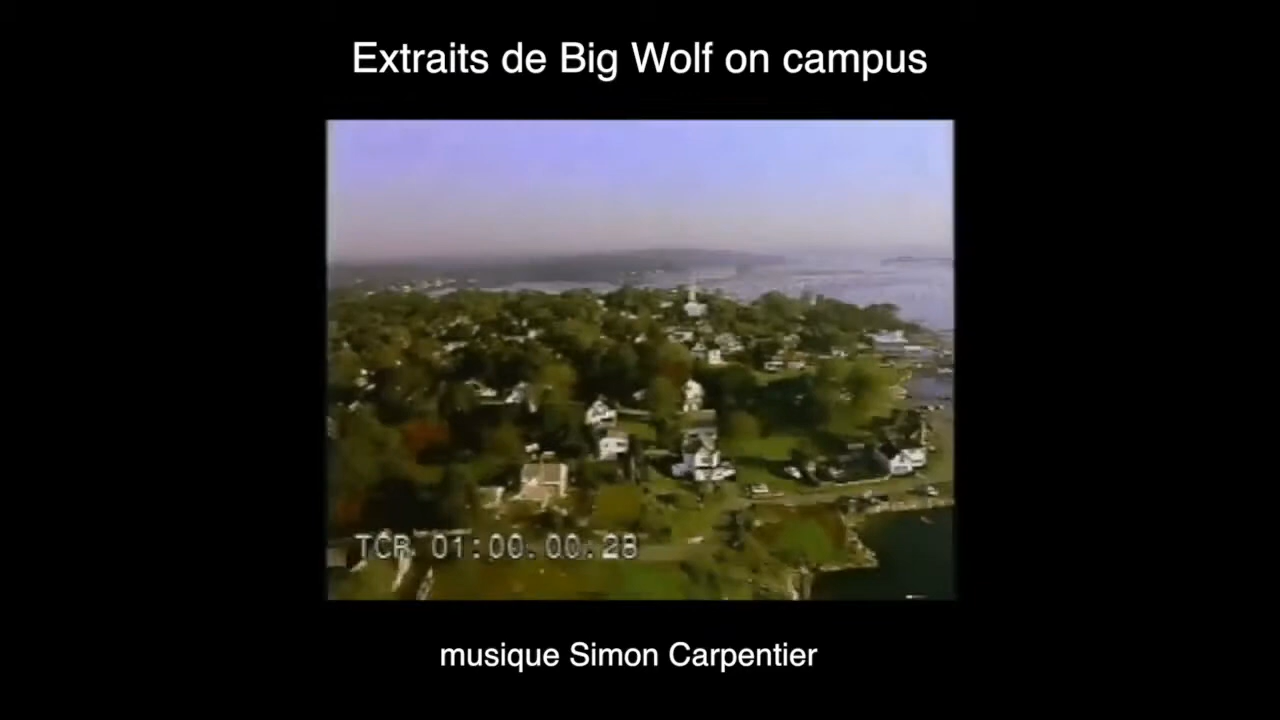 Extraits de Big Wolf on campus
TCR 01:00.00.28
musique Simon Carpentier